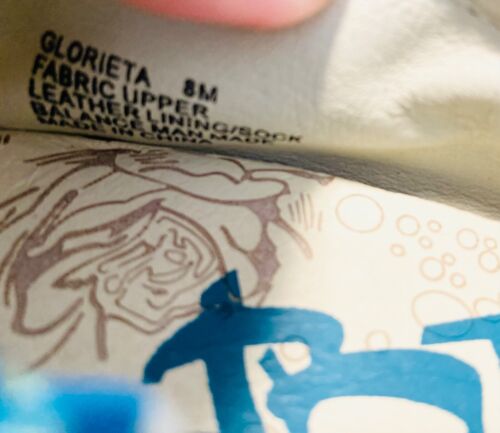 GLORIETA 8M
FABRIC UPPER
LEATHER LINING/SOCK
BALANCE MAN MADE
MADE IN CHINA